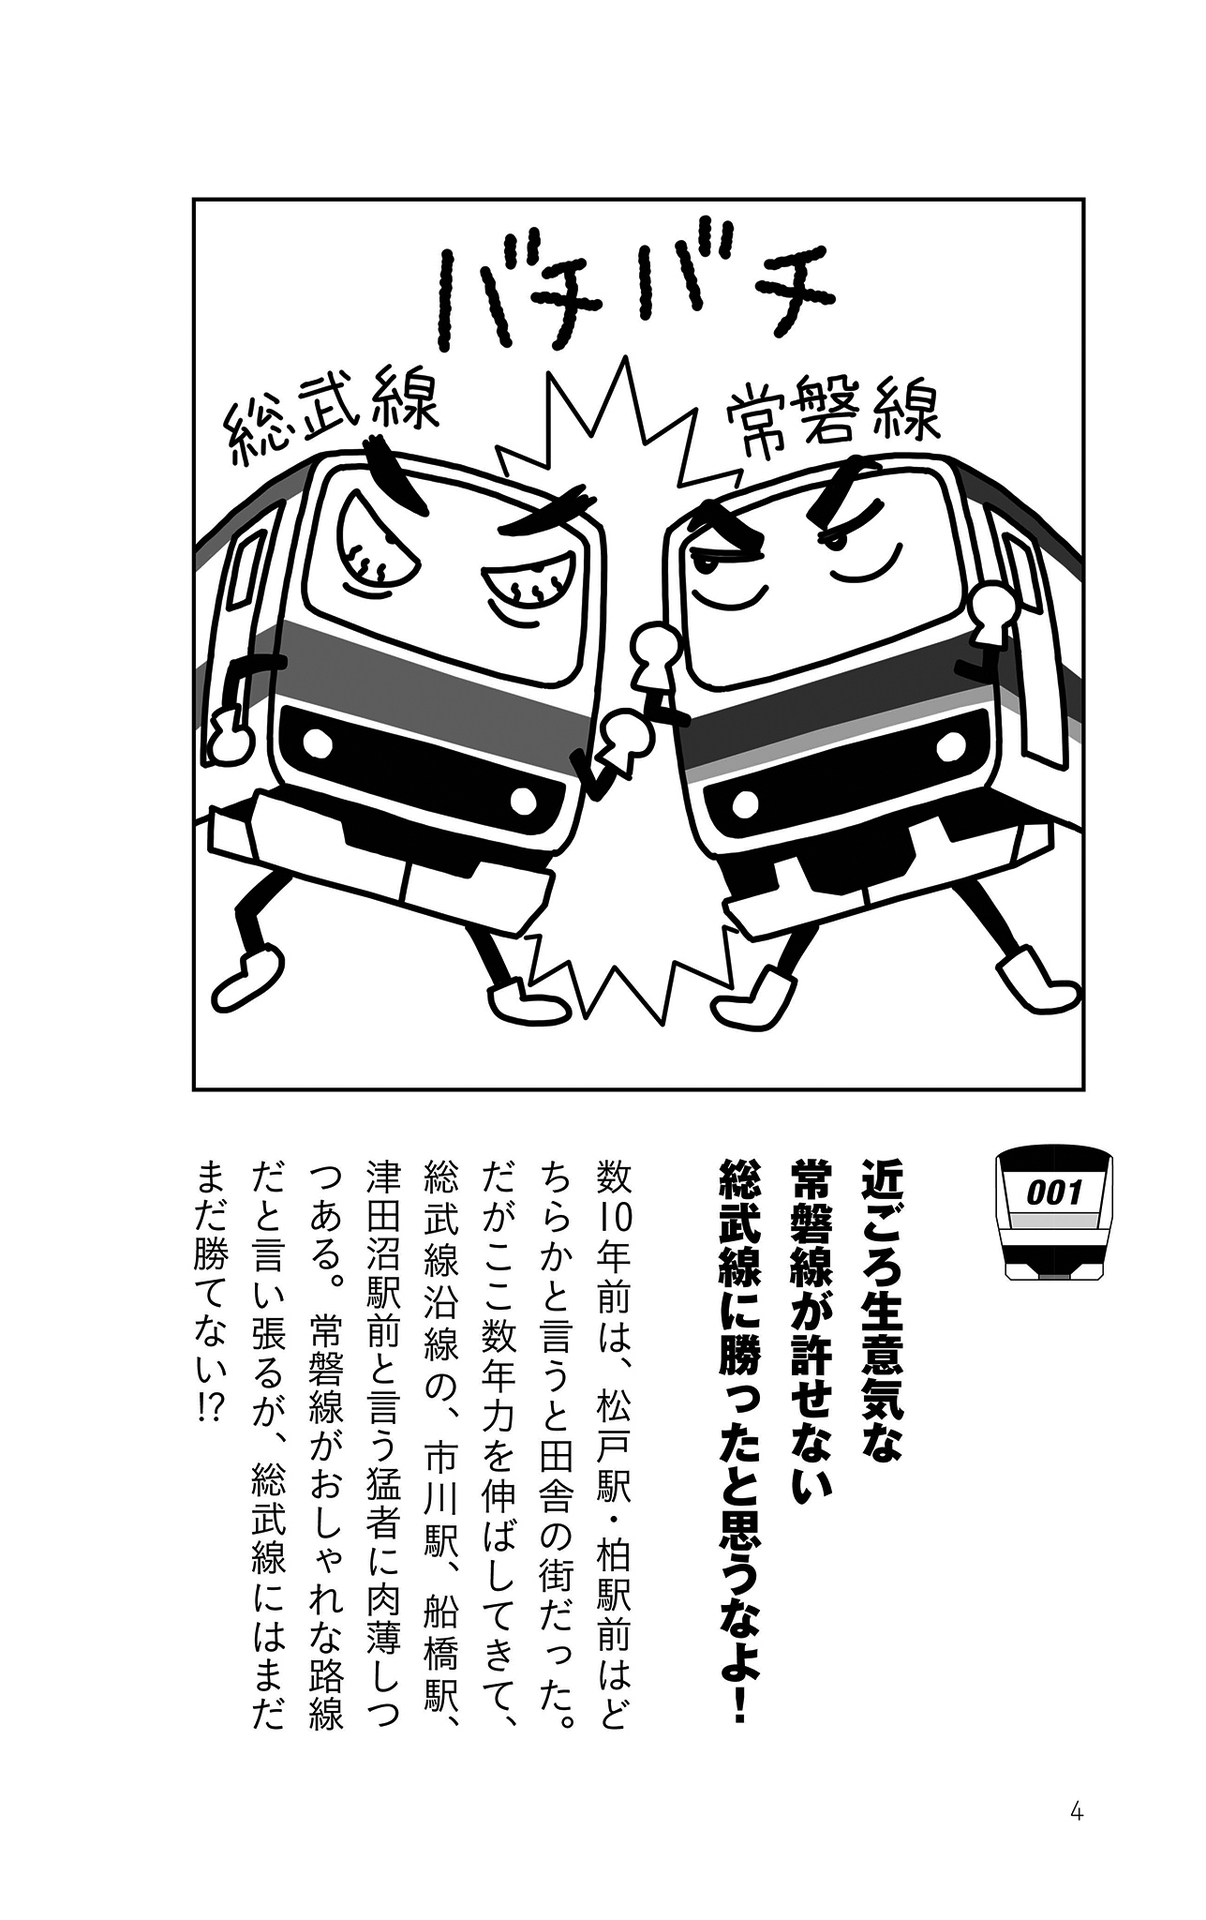 バチバチ
総武線
常磐線
001
近ごろ生意気な
常磐線が許せない
総武線に勝ったと思うなよ！
数10年前は、松戸駅・柏駅前はど
ちらかと言うと田舎の街だった。
だがここ数年力を伸ばしてきて、
総武線沿線の、市川駅、船橋駅、
津田沼駅前と言う猛者に肉薄しつ
つある。常磐線がおしゃれな路線
だと言い張るが、総武線にはまだ
まだ勝てない!?
4